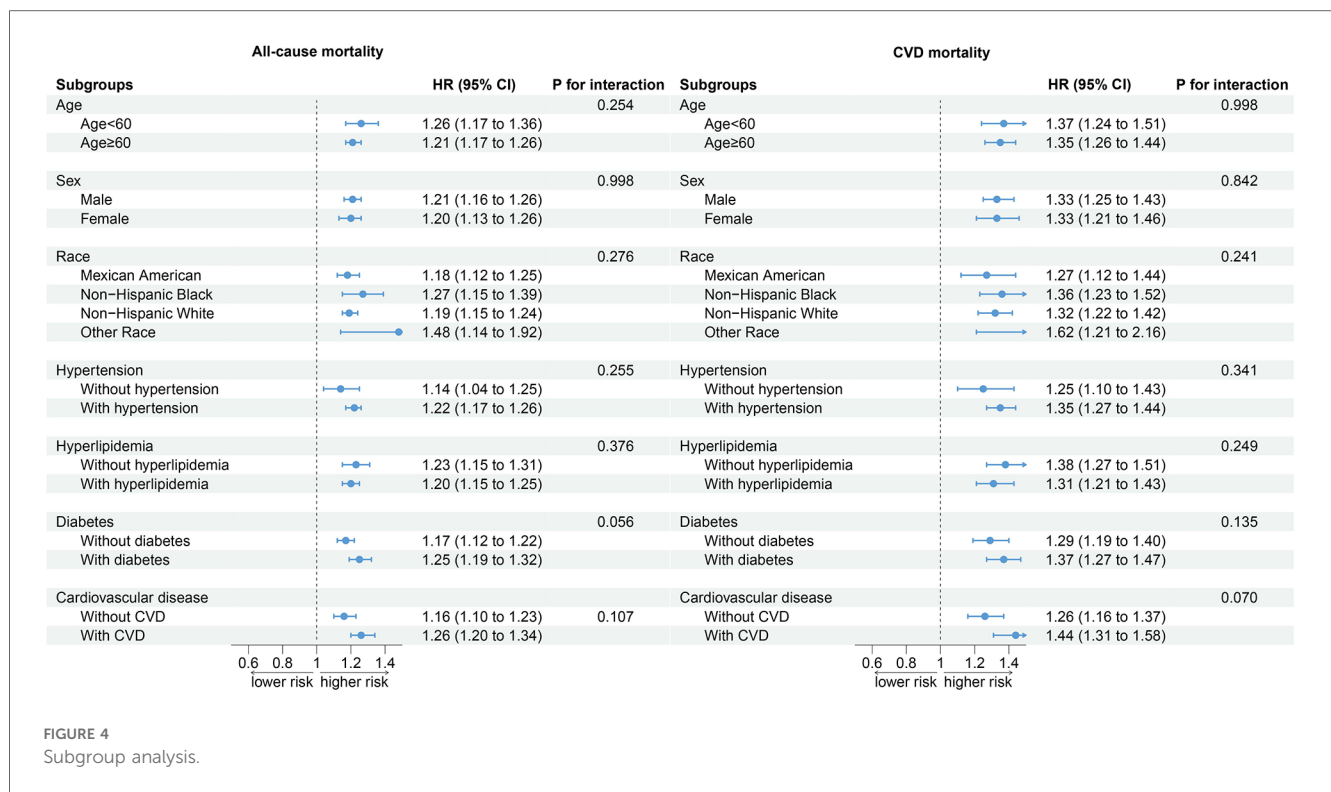 All-cause mortality
Subgroups HR (95% CI) P for interaction
Age 0.254
Age<60 1.26 (1.17 to 1.36)
Age≥60 1.21 (1.17 to 1.26)
Sex 0.998
Male 1.21 (1.16 to 1.26)
Female 1.20 (1.13 to 1.26)
Race 0.276
Mexican American 1.18 (1.12 to 1.25)
Non−Hispanic Black 1.27 (1.15 to 1.39)
Non−Hispanic White 1.19 (1.15 to 1.24)
Other Race 1.48 (1.14 to 1.92)
Hypertension 0.255
Without hypertension 1.14 (1.04 to 1.25)
With hypertension 1.22 (1.17 to 1.26)
Hyperlipidemia 0.376
Without hyperlipidemia 1.23 (1.15 to 1.31)
With hyperlipidemia 1.20 (1.15 to 1.25)
Diabetes 0.056
Without diabetes 1.17 (1.12 to 1.22)
With diabetes 1.25 (1.19 to 1.32)
Cardiovascular disease
Without CVD 1.16 (1.10 to 1.23) 0.107
With CVD 1.26 (1.20 to 1.34)
0.6 0.8 1 1.2 1.4
lower risk higher risk
CVD mortality
Subgroups HR (95% CI) P for interaction
Age 0.998
Age<60 1.37 (1.24 to 1.51)
Age≥60 1.35 (1.26 to 1.44)
Sex 0.842
Male 1.33 (1.25 to 1.43)
Female 1.33 (1.21 to 1.46)
Race 0.241
Mexican American 1.27 (1.12 to 1.44)
Non−Hispanic Black 1.36 (1.23 to 1.52)
Non−Hispanic White 1.32 (1.22 to 1.42)
Other Race 1.62 (1.21 to 2.16)
Hypertension 0.341
Without hypertension 1.25 (1.10 to 1.43)
With hypertension 1.35 (1.27 to 1.44)
Hyperlipidemia 0.249
Without hyperlipidemia 1.38 (1.27 to 1.51)
With hyperlipidemia 1.31 (1.21 to 1.43)
Diabetes 0.135
Without diabetes 1.29 (1.19 to 1.40)
With diabetes 1.37 (1.27 to 1.47)
Cardiovascular disease 0.070
Without CVD 1.26 (1.16 to 1.37)
With CVD 1.44 (1.31 to 1.58)
0.6 0.8 1 1.2 1.4
lower risk higher risk
FIGURE 4
Subgroup analysis.